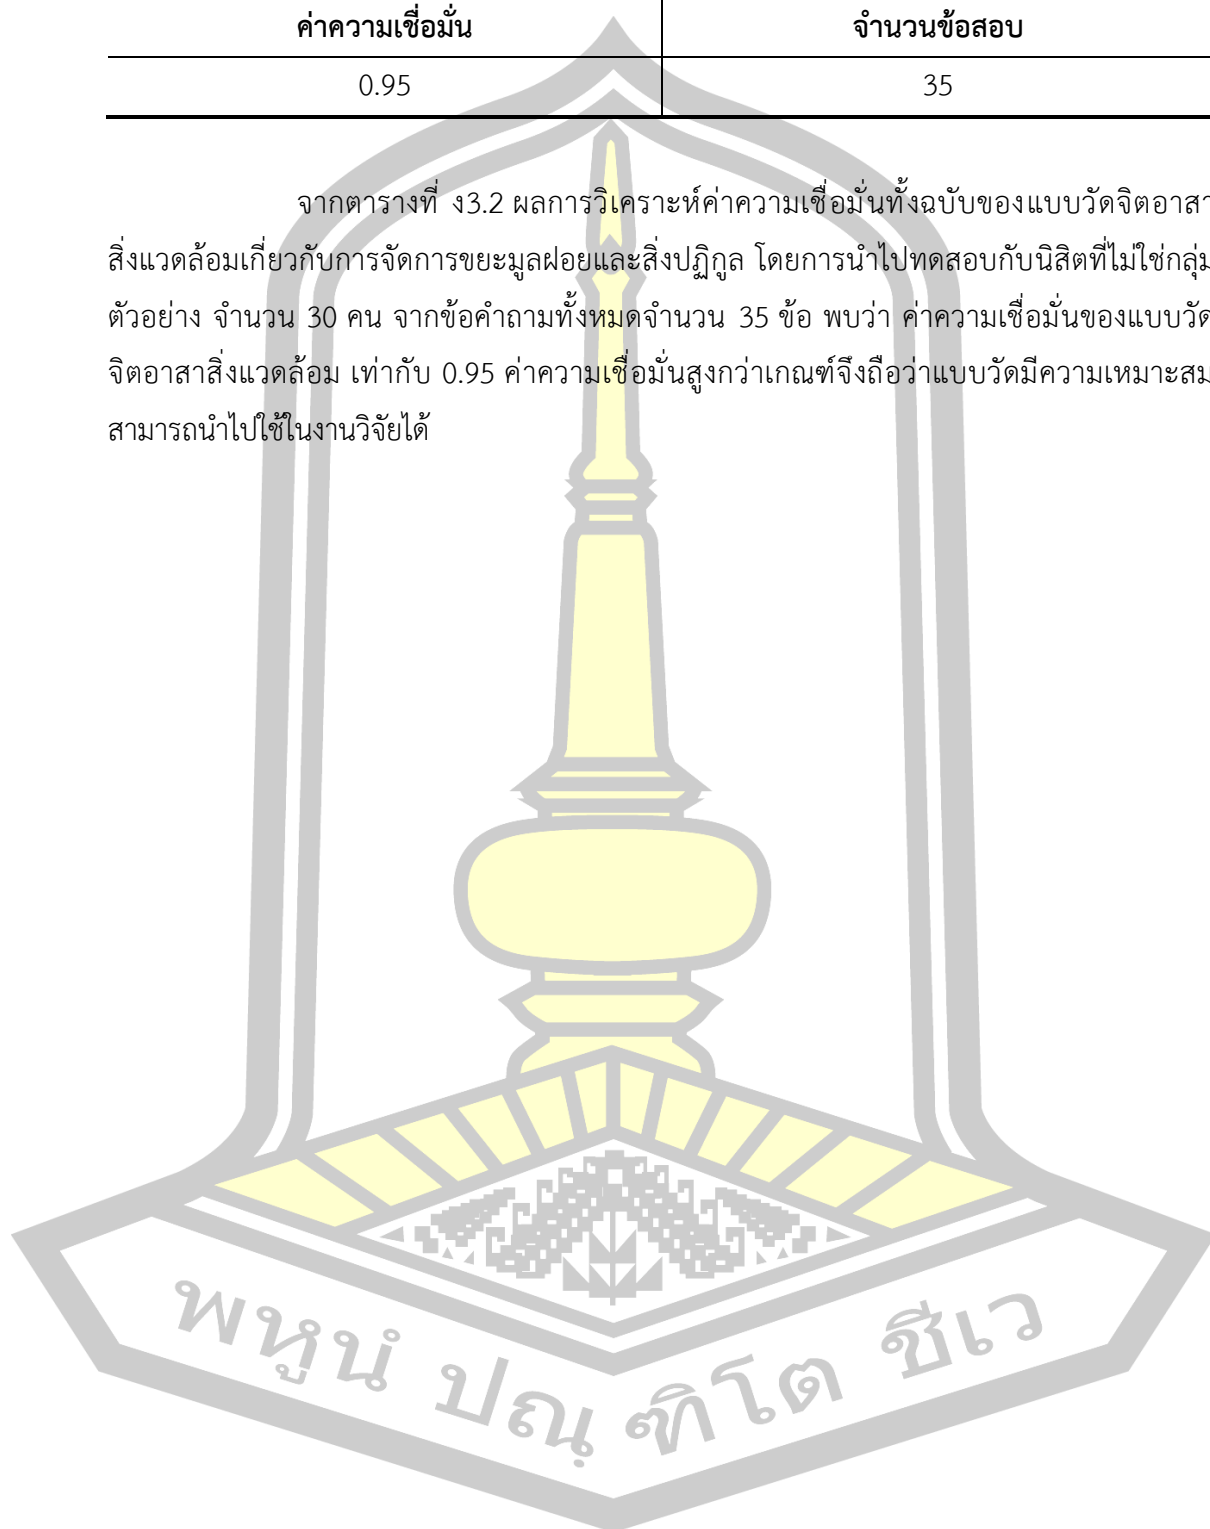 ค่าความเชื่อมั่น จำนวนข้อสอบ
0.95 35
จากตารางที่ ง3.2 ผลการวิเคราะห์ค่าความเชื่อมั่นทั้งฉบับของแบบวัดจิตอาสา
สิ่งแวดล้อมเกี่ยวกับการจัดการขยะมูลฝอยและสิ่งปฏิกูล โดยการนำไปทดสอบกับนิสิตที่ไม่ใช่กลุ่ม
ตัวอย่าง จำนวน 30 คน จากข้อคำถามทั้งหมดจำนวน 35 ข้อ พบว่า ค่าความเชื่อมั่นของแบบวัด
จิตอาสาสิ่งแวดล้อม เท่ากับ 0.95 ค่าความเชื่อมั่นสูงกว่าเกณฑ์จึงถือว่าแบบวัดมีความเหมาะสม
สามารถนำไปใช้ในงานวิจัยได้
พหูนํ ปณฺ ฑิโต ชีเว